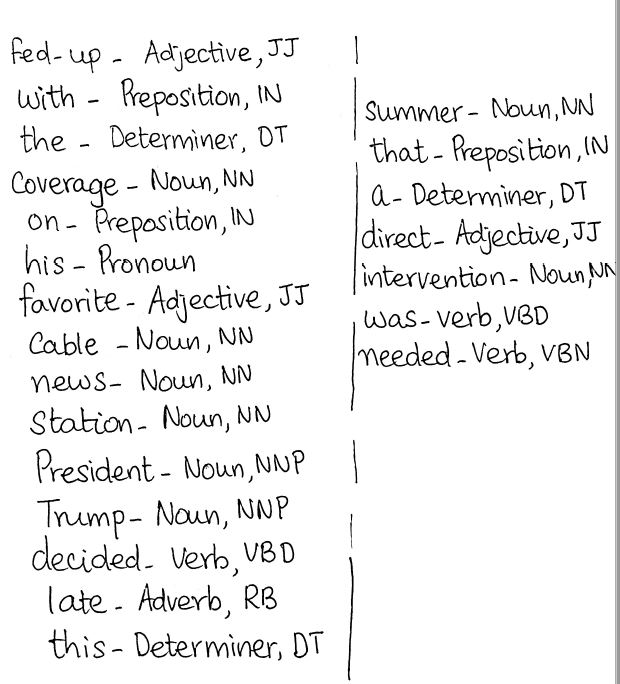 fed-up - Adjective, JJ
with - Preposition, IN
the - Determiner, DT
Coverage - Noun, NN
on - Preposition, IN
his - Pronoun
favorite - Adjective, JJ
Cable - Noun, NN
news - Noun, NN
Station - Noun, NN
President - Noun, NNP
Trump - Noun, NNP
decided - Verb, VBD
late - Adverb, RB
this - Determiner, DT
Summer - Noun, NN
that - Preposition, IN
a - Determiner, DT
direct - Adjective, JJ
intervention - Noun, NN
was - verb, VBD
needed - Verb, VBN